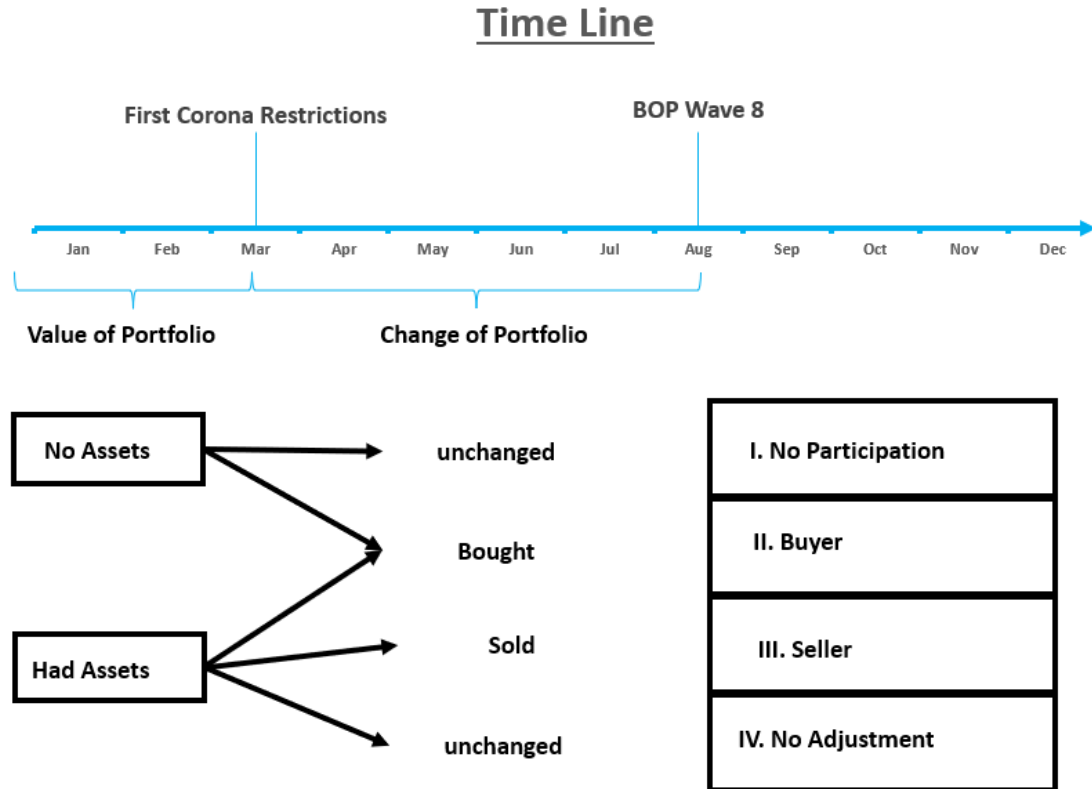 Time Line
First Corona Restrictions
BOP Wave 8
Jan Feb Mar Apr May Jun Jul Aug Sep Oct Nov Dec
Value of Portfolio
Change of Portfolio
No Assets
unchanged
I. No Participation
Bought
II. Buyer
Had Assets
Sold
III. Seller
unchanged
IV. No Adjustment